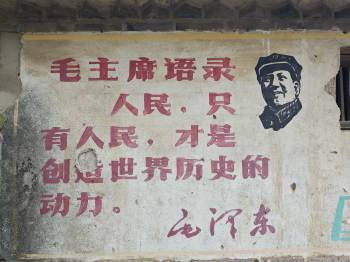 毛主席语录
人民，只
有人民，才是
创造世界历史的
动力。
毛泽东